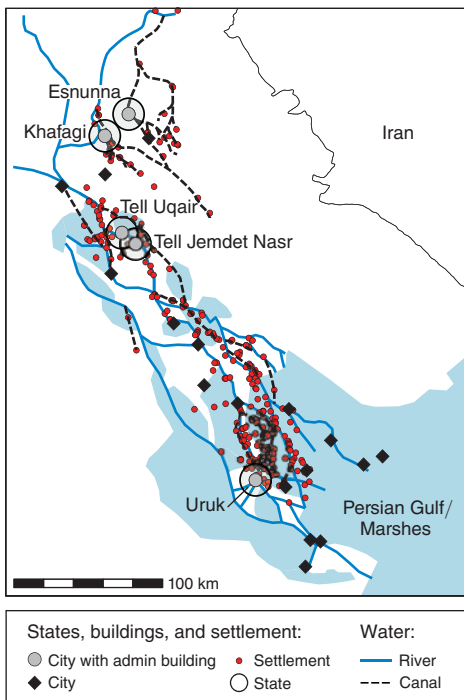 Esnunna
Khafagi
Iran
Tell Uqair
Tell Jemdet Nasr
Uruk
Persian Gulf/
Marshes
100 km
States, buildings, and settlement:
City with admin building
Settlement
City
State
Water:
River
Canal